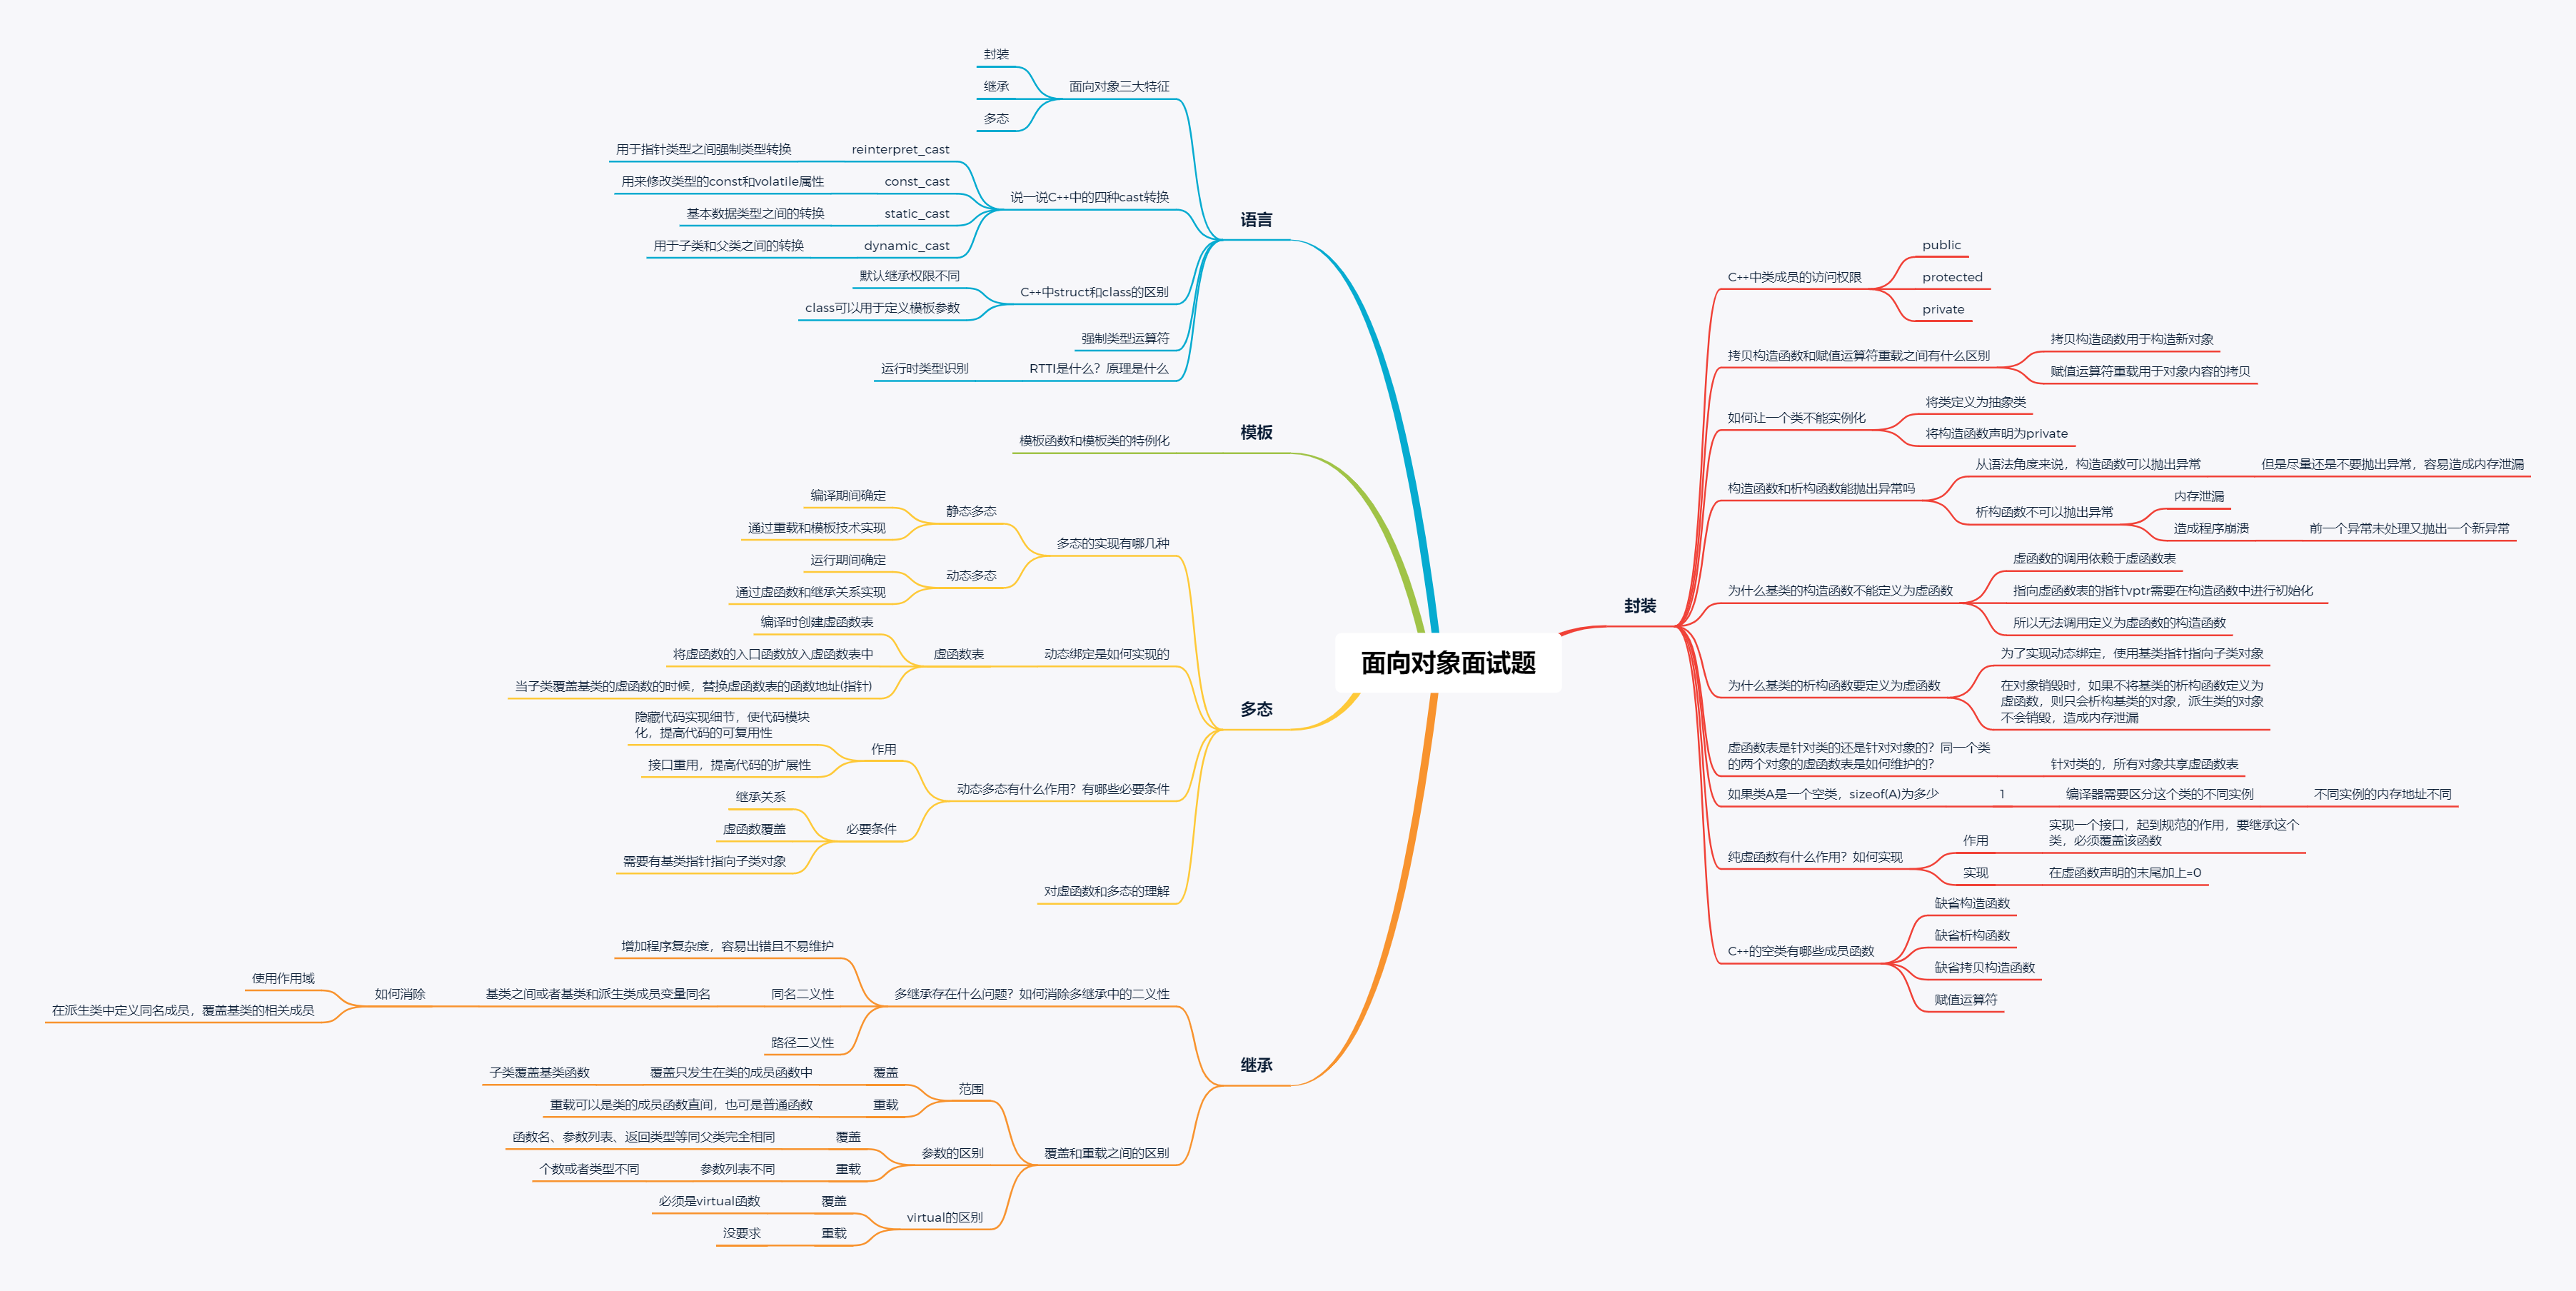 面向对象面试题
语言
面向对象三大特征
封装
继承
多态
说一说C++中的四种cast转换
reinterpret_cast
用于指针类型之间强制类型转换
const_cast
用来修改类型的const和volatile属性
static_cast
基本数据类型之间的转换
dynamic_cast
用于子类和父类之间的转换
C++中struct和class的区别
默认继承权限不同
class可以用于定义模板参数
强制类型运算符
RTTI是什么？原理是什么
运行时类型识别
模板
模板函数和模板类的特例化
多态
多态的实现有哪几种
静态多态
编译期间确定
通过重载和模板技术实现
动态多态
运行期间确定
通过虚函数和继承关系实现
动态绑定是如何实现的
虚函数表
编译时创建虚函数表
将虚函数的入口函数放入虚函数表中
当子类覆盖基类的虚函数的时候，替换虚函数表的函数地址(指针)
动态多态有什么作用？有哪些必要条件
作用
隐藏代码实现细节，使代码模块
化，提高代码的可复用性
接口重用，提高代码的扩展性
必要条件
继承关系
虚函数覆盖
需要有基类指针指向子类对象
对虚函数和多态的理解
继承
多继承存在什么问题？如何消除多继承中的二义性
增加程序复杂度，容易出错且不易维护
同名二义性
基类之间或者基类和派生类成员变量同名
如何消除
使用作用域
在派生类中定义同名成员，覆盖基类的相关成员
路径二义性
覆盖和重载之间的区别
范围
覆盖
覆盖只发生在类的成员函数中
子类覆盖基类函数
重载
重载可以是类的成员函数直间，也可是普通函数
参数的区别
覆盖
函数名、参数列表、返回类型等同父类完全相同
重载
参数列表不同
个数或者类型不同
virtual的区别
覆盖
必须是virtual函数
重载
没要求
封装
C++中类成员的访问权限
public
protected
private
拷贝构造函数和赋值运算符重载之间有什么区别
拷贝构造函数用于构造新对象
赋值运算符重载用于对象内容的拷贝
如何让一个类不能实例化
将类定义为抽象类
将构造函数声明为private
构造函数和析构函数能抛出异常吗
从语法角度来说，构造函数可以抛出异常
但是尽量还是不要抛出异常，容易造成内存泄漏
析构函数不可以抛出异常
内存泄漏
造成程序崩溃
前一个异常未处理又抛出一个新异常
为什么基类的构造函数不能定义为虚函数
虚函数的调用依赖于虚函数表
指向虚函数表的指针vptr需要在构造函数中进行初始化
所以无法调用定义为虚函数的构造函数
为什么基类的析构函数要定义为虚函数
为了实现动态绑定，使用基类指针指向子类对象
在对象销毁时，如果不将基类的析构函数定义为
虚函数，则只会析构基类的对象，派生类的对象
不会销毁，造成内存泄漏
虚函数表是针对类的还是针对对象的？同一个类
的两个对象的虚函数表是如何维护的？
针对类的，所有对象共享虚函数表
如果类A是一个空类，sizeof(A)为多少
1
编译器需要区分这个类的不同实例
不同实例的内存地址不同
纯虚函数有什么作用？如何实现
作用
实现一个接口，起到规范的作用，要继承这个
类，必须覆盖该函数
实现
在虚函数声明的末尾加上=0
C++的空类有哪些成员函数
缺省构造函数
缺省析构函数
缺省拷贝构造函数
赋值运算符